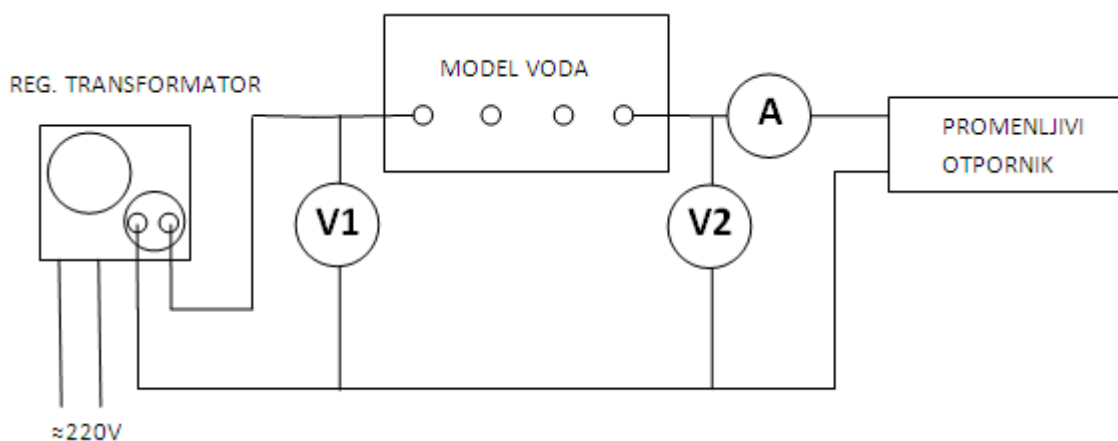 MODEL VODA
REG. TRANSFORMATOR
A
PROMENLJIVI
OTPORNIK
V1
V2
≈220V